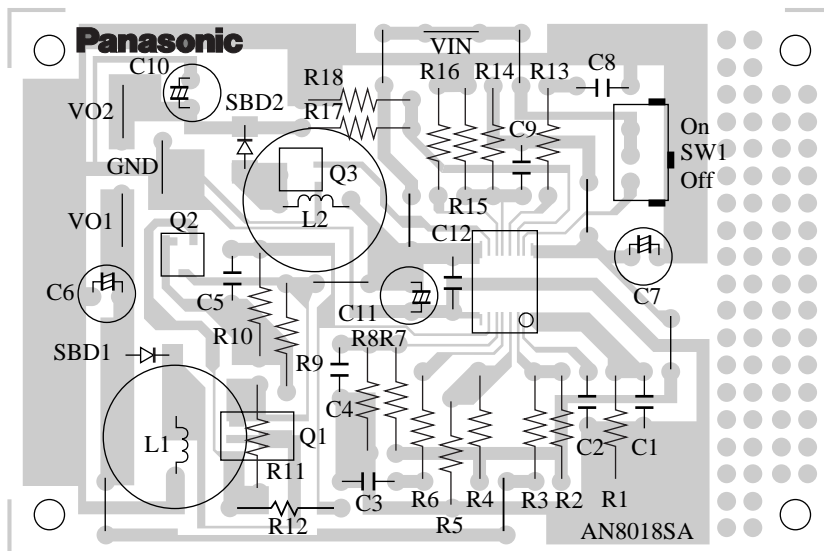 Panasonic
VIN
C10
R18
R16 R14 R13
C8
VO2
SBD2
R17
C9
On
GND
SW1
Q3
Off
VO1
Q2
L2
R15
C12
C6
C5
C11
C7
R10
R8R7
SBD1
R9
C4
L1
Q1
C2
C1
R11
C3
R6
R4
R3
R2
R1
R12
R5
AN8018SA